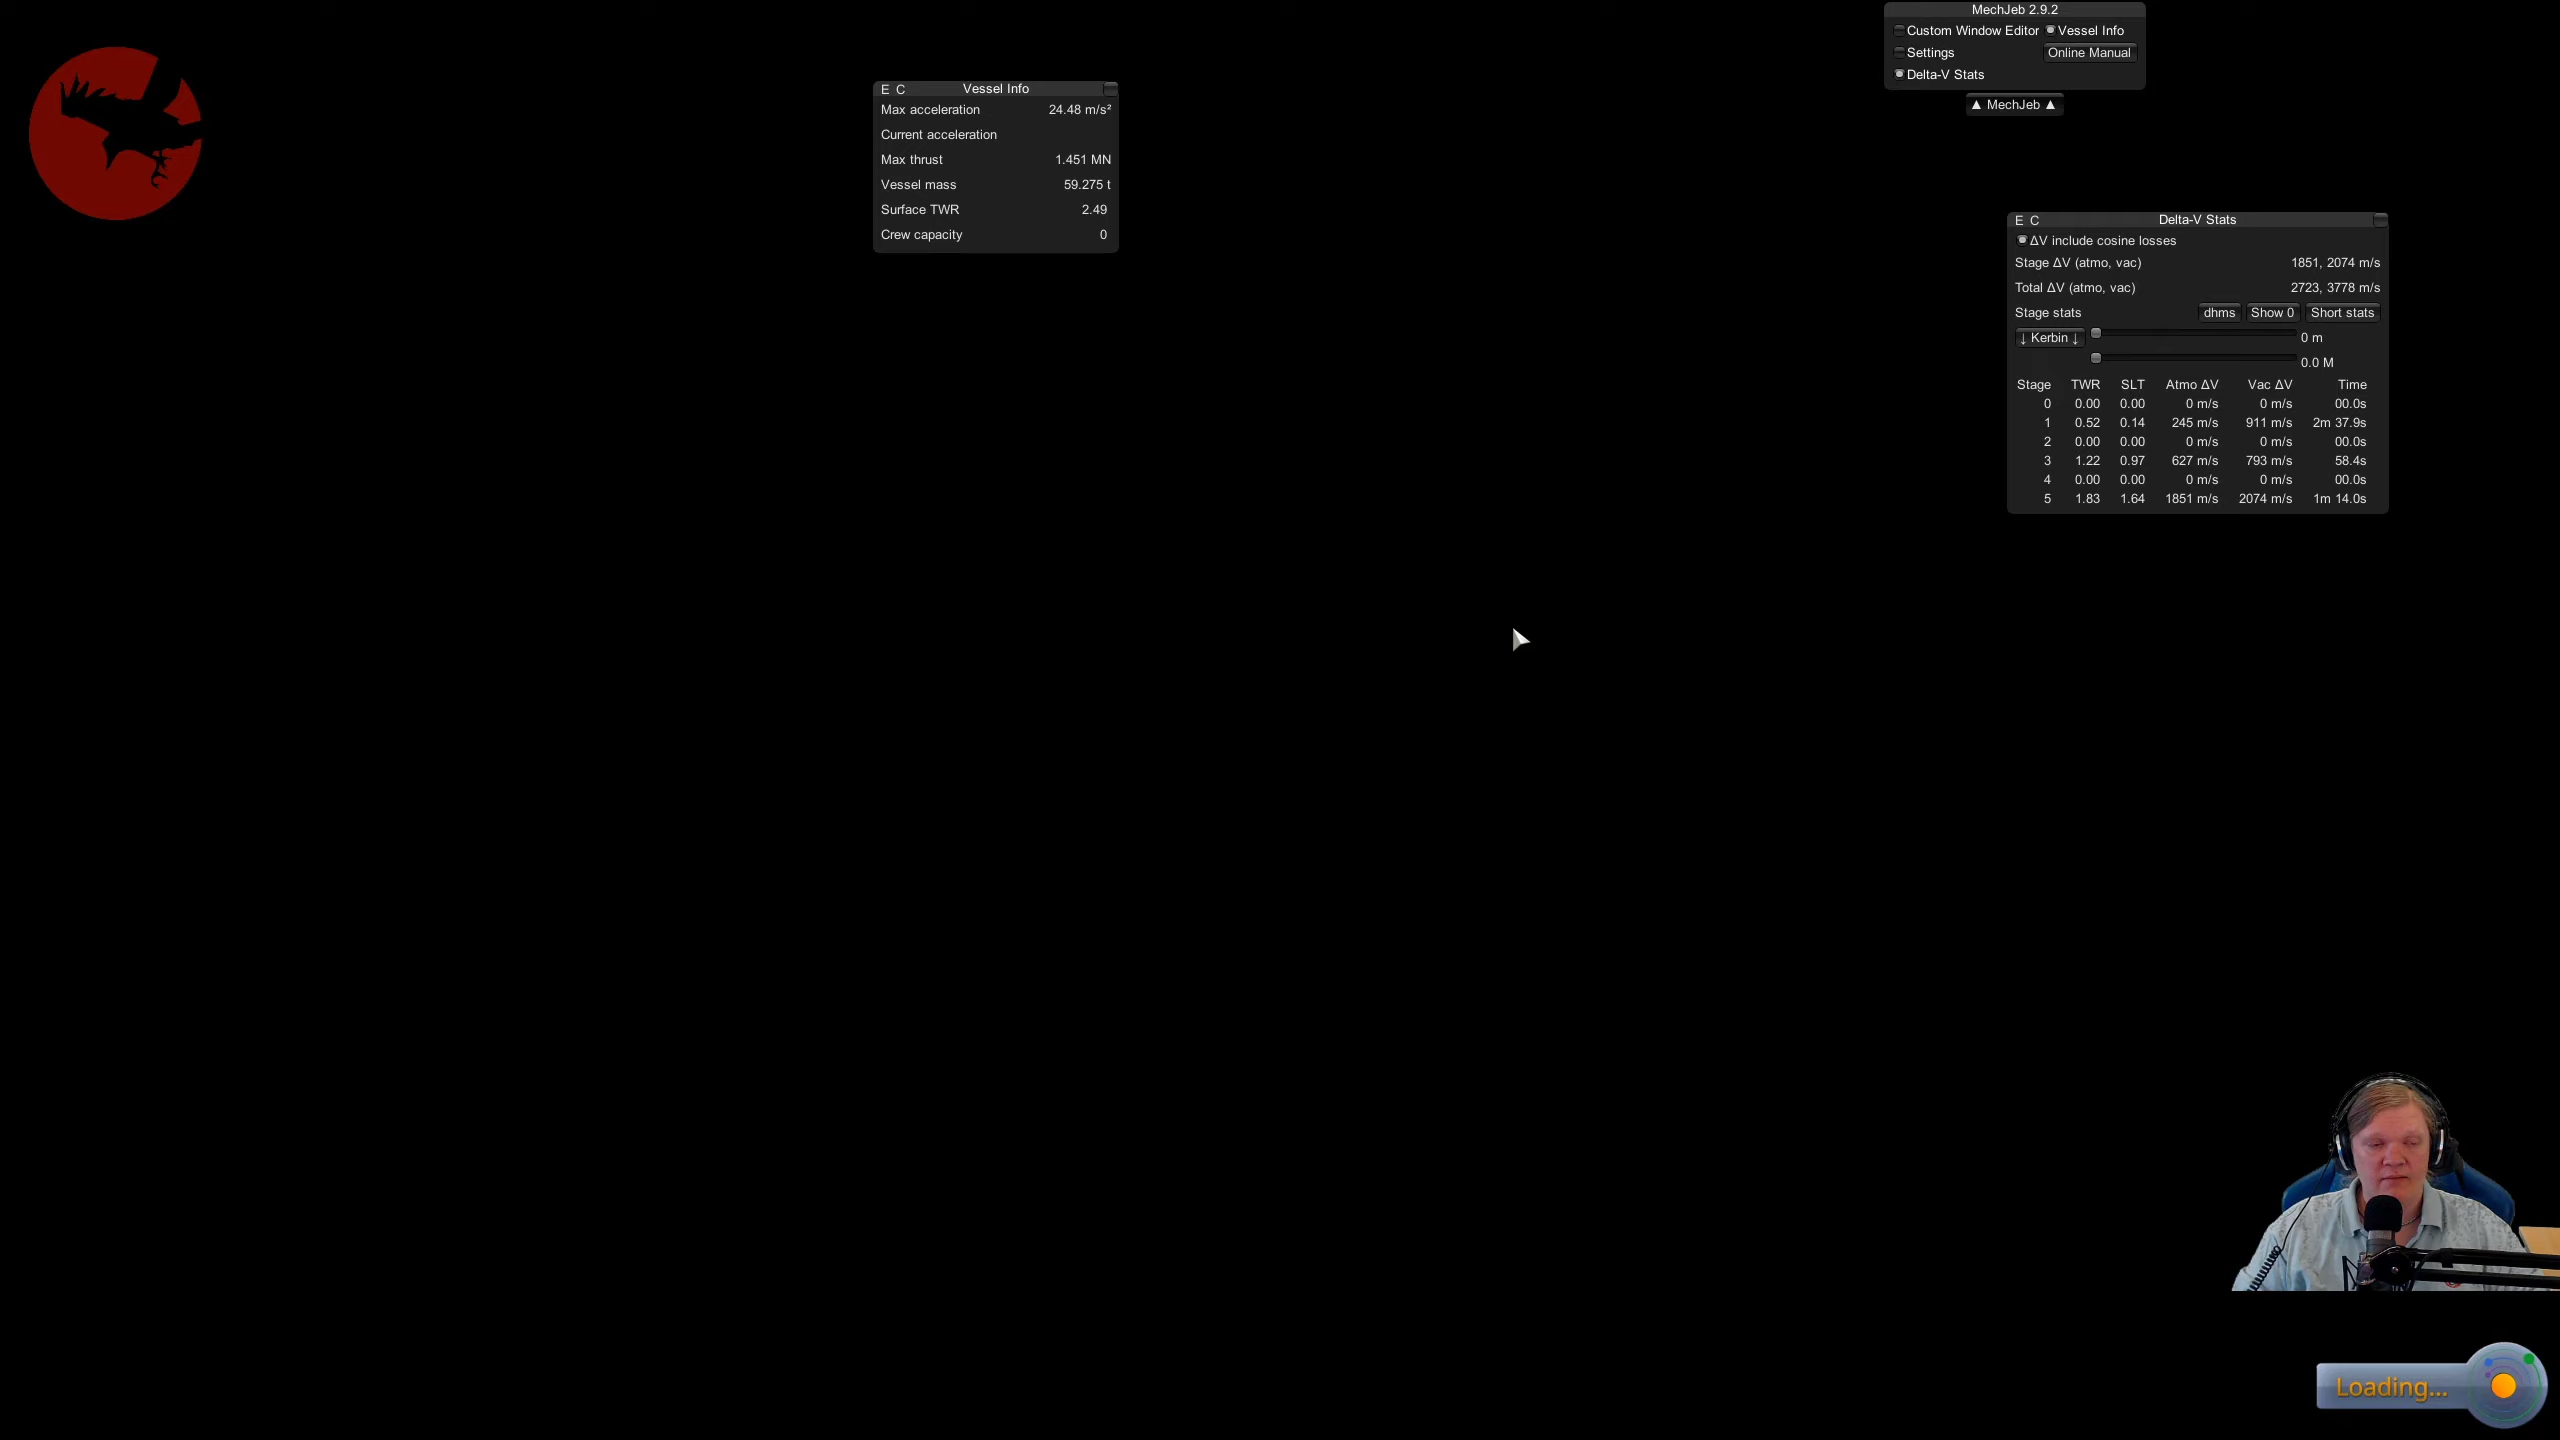 MechJeb 2.9.2
Custom Window Editor Vessel Info
Settings Online Manual
Delta-V Stats
▲ MechJeb ▲
E C Vessel Info
Max acceleration 24.48 m/s²
Current acceleration
Max thrust 1.451 MN
Vessel mass 59.275 t
Surface TWR 2.49
Crew capacity 0
E C Delta-V Stats
ΔV include cosine losses
Stage ΔV (atmo, vac) 1851, 2074 m/s
Total ΔV (atmo, vac) 2723, 3778 m/s
Stage stats dhms Show 0 Short stats
↓ Kerbin ↓ 0 m
0.0 M
Stage TWR SLT Atmo ΔV Vac ΔV Time
0 0.00 0.00 0 m/s 0 m/s 00.0s
1 0.52 0.14 245 m/s 911 m/s 2m 37.9s
2 0.00 0.00 0 m/s 0 m/s 00.0s
3 1.22 0.97 627 m/s 793 m/s 58.4s
4 0.00 0.00 0 m/s 0 m/s 00.0s
5 1.83 1.64 1851 m/s 2074 m/s 1m 14.0s
Loading...